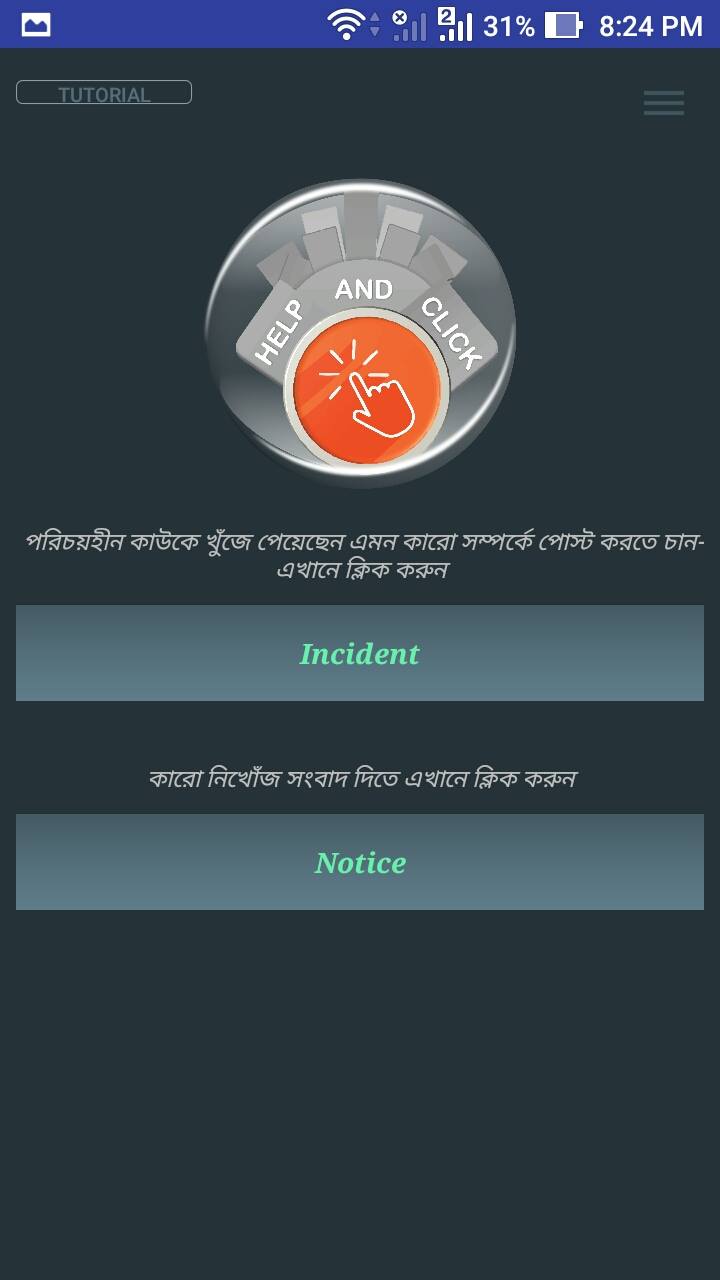 2
31%
8:24 PM
TUTORIAL
HELP AND CLICK
পরিচয়হীন কাউকে খুঁজে পেয়েছেন এমন কারো সম্পর্কে পোস্ট করতে চান-
এখানে ক্লিক করুন
Incident
কারো নিখোঁজ সংবাদ দিতে এখানে ক্লিক করুন
Notice